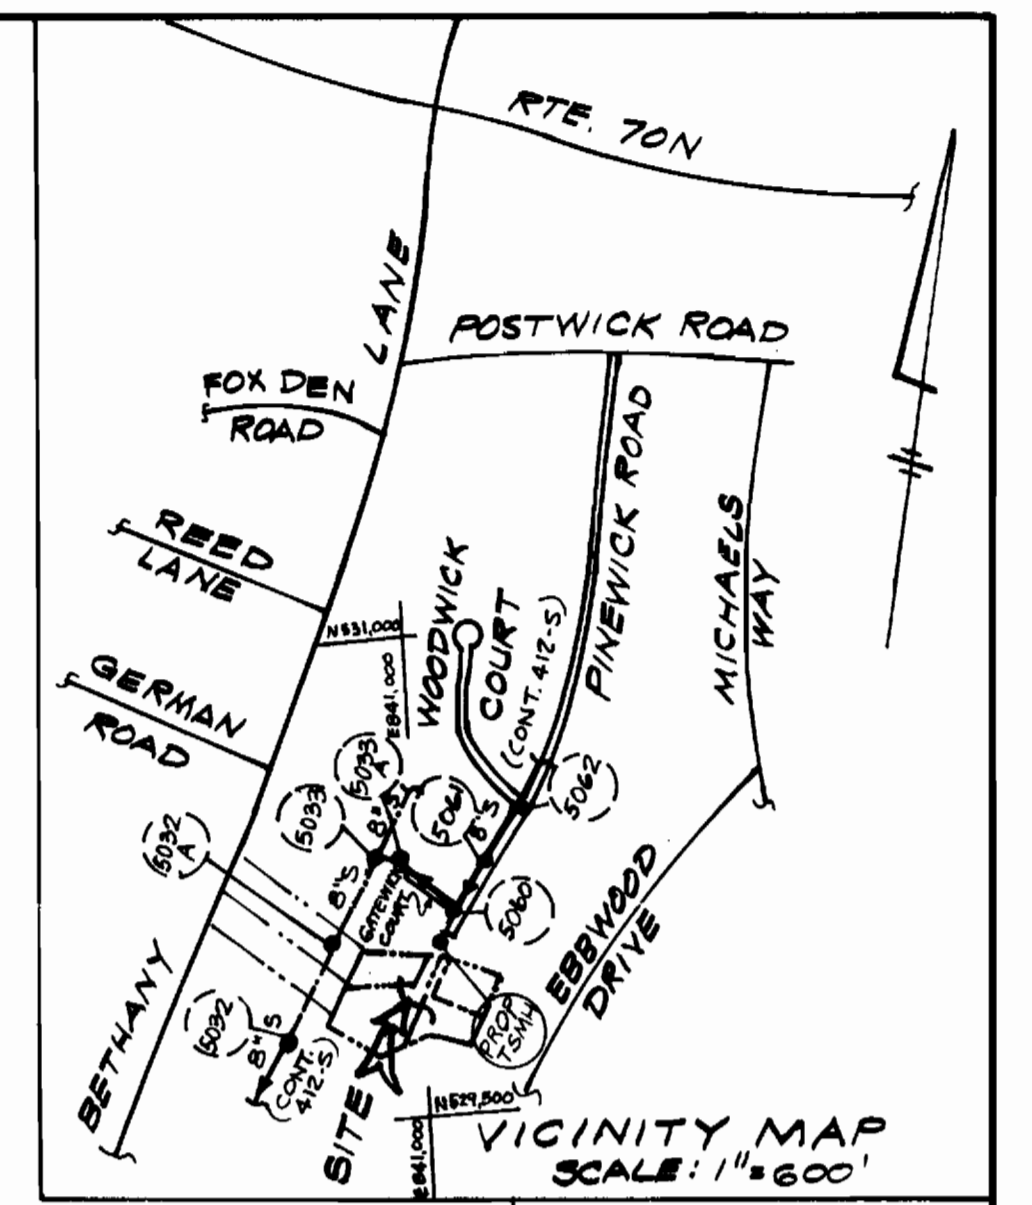 RTE. 70N
LANE
POSTWICK ROAD
FOX DEN
ROAD
PINEWICK ROAD
REED
LANE
MICHAELS
WAY
WOODWICK
COURT
(CONT. 412-S)
N531,000
E841,000
GERMAN
ROAD
5033
A
5033
8"S
5061
8"S
5062
5032
A
8"S
GATEWICK
COURT
5060
EBBWOOD
DRIVE
BETHANY
5032
8"S
(CONT.
412-S)
PROP
TSMH
SITE
N529,500
E841,000
VICINITY MAP
SCALE: 1"=600'